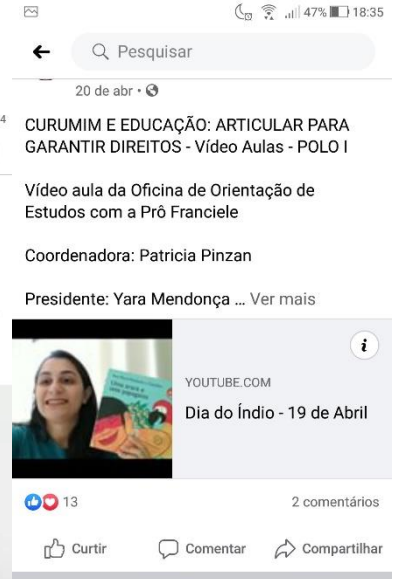 47% 18:35
Pesquisar
20 de abr •
4
CURUMIM E EDUCAÇÃO: ARTICULAR PARA
GARANTIR DIREITOS - Vídeo Aulas - POLO I
Vídeo aula da Oficina de Orientação de
Estudos com a Prô Franciele
Coordenadora: Patricia Pinzan
Presidente: Yara Mendonça ... Ver mais
i
YOUTUBE.COM
Dia do Índio - 19 de Abril
13
2 comentários
Curtir
Comentar
Compartilhar